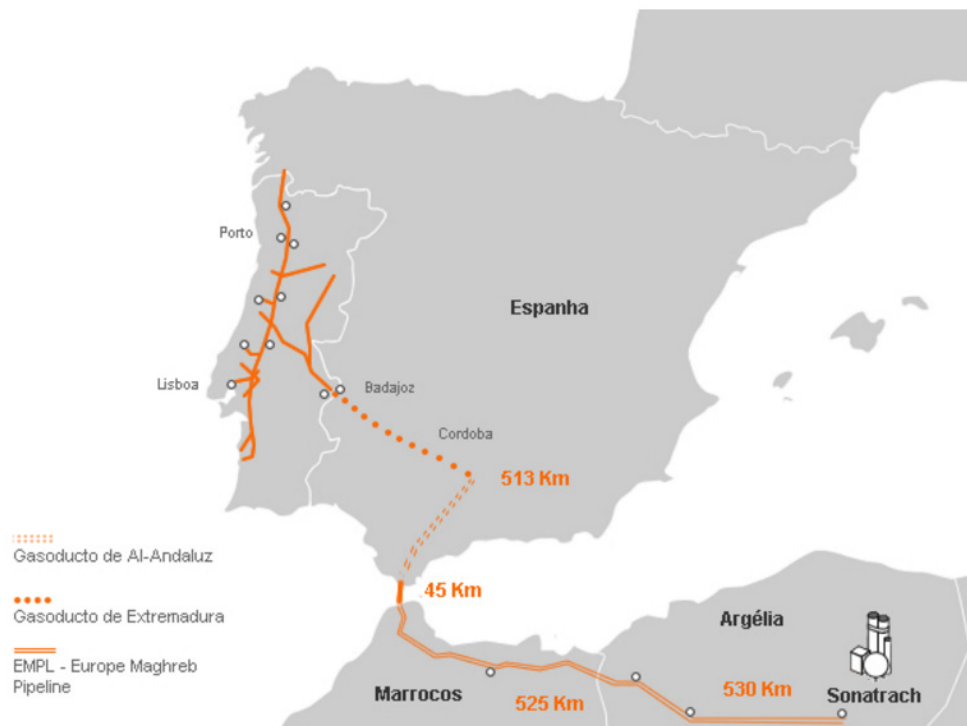 Porto
Espanha
Lisboa
Badajoz
Cordoba
513 Km
Gasoducto de Al-Andaluz
45 Km
Gasoducto de Extremadura
Argélia
EMPL - Europe Maghreb
Pipeline
Marrocos
525 Km
530 Km
Sonatrach